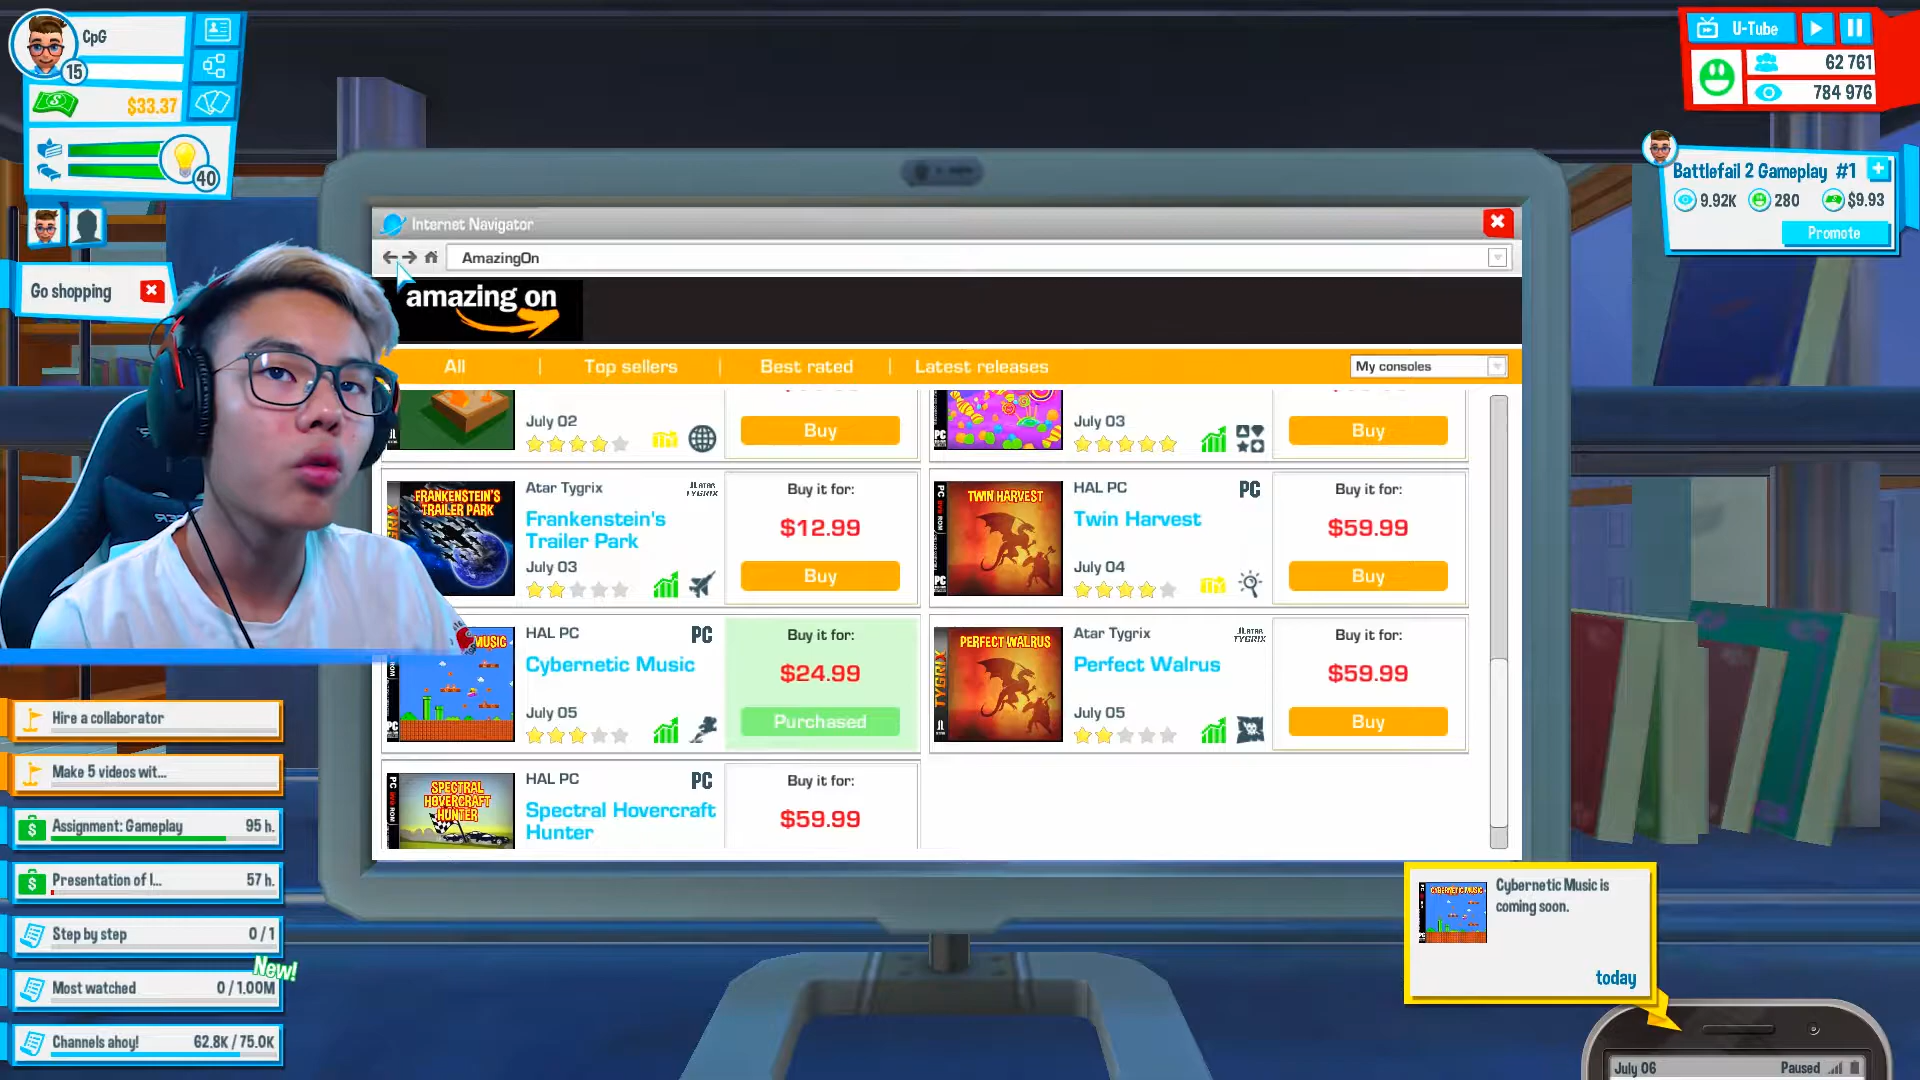 CpG
15
$33.37
40
Go shopping
Hire a collaborator
Make 5 videos wit...
Assignment: Gameplay 95 h.
Presentation of I... 57 h.
Step by step 0 / 1
New!
Most watched 0 / 1.00M
Channels ahoy! 62.8K / 75.0K
Internet Navigator
AmazingOn
amazing on
All
Top sellers
Best rated
Latest releases
My consoles
July 02
Buy
PC
July 03
Buy
FRANKENSTEIN'S
TRAILER PARK
Atar Tygrix
Frankenstein's
Trailer Park
July 03
Buy it for:
$12.99
Buy
TWIN HARVEST
HAL PC
PC
Twin Harvest
July 04
Buy it for:
$59.99
Buy
MUSIC
HAL PC
PC
Cybernetic Music
July 05
Buy it for:
$24.99
Purchased
TYGRIX
PERFECT WALRUS
Atar Tygrix
ATAR
TYGRIX
Perfect Walrus
July 05
Buy it for:
$59.99
Buy
SPECTRAL
HOVERCRAFT
HUNTER
HAL PC
PC
Spectral Hovercraft
Hunter
Buy it for:
$59.99
U-Tube
62 761
784 976
Battlefail 2 Gameplay #1
9.92K 280 $9.93
Promote
CYBERNETIC MUSIC
Cybernetic Music is
coming soon.
today
July 06
Paused